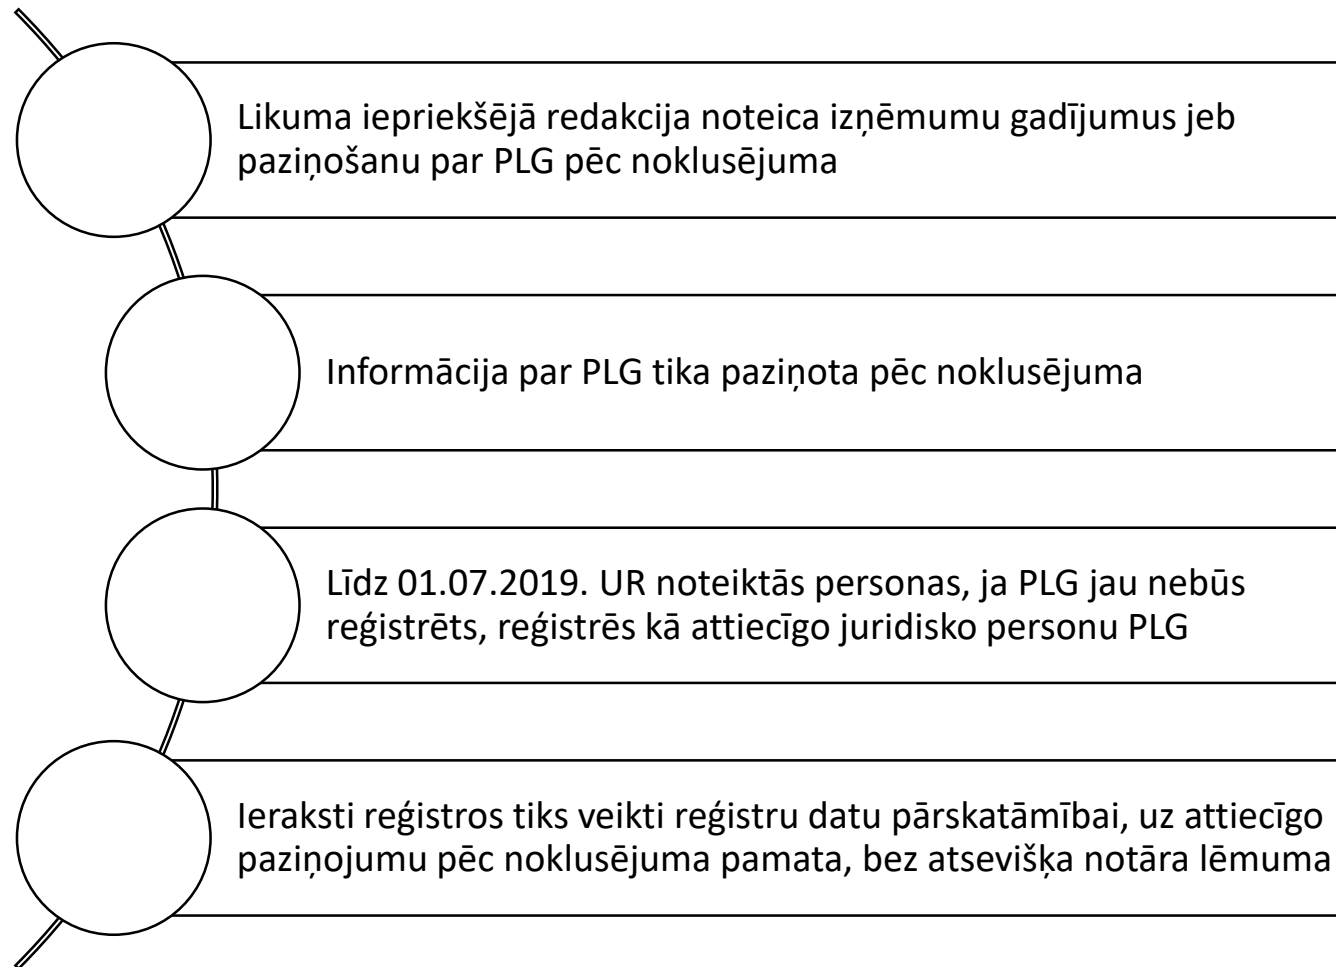 Likuma iepriekšējā redakcija noteica izņēmumu gadījumus jeb
paziņošanu par PLG pēc noklusējuma
Informācija par PLG tika paziņota pēc noklusējuma
Līdz 01.07.2019. UR noteiktās personas, ja PLG jau nebūs
reģistrēts, reģistrēs kā attiecīgo juridisko personu PLG
Ieraksti reģistros tiks veikti reģistru datu pārskatāmībai, uz attiecīgo
paziņojumu pēc noklusējuma pamata, bez atsevišķa notāra lēmuma